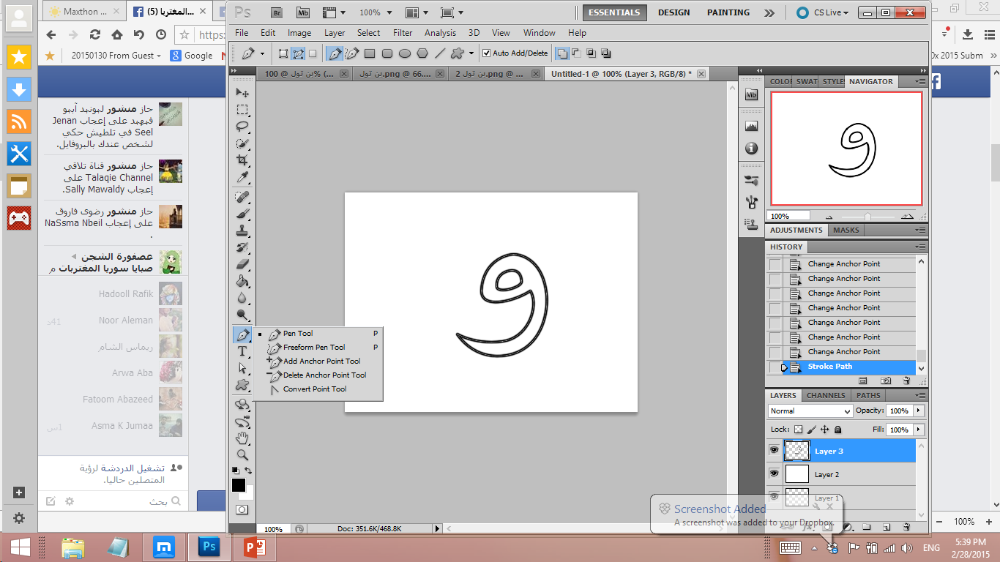 Maxthon ...
(5) المغتربا...
Ps
Br
Mb
100%
ESSENTIALS
DESIGN
PAINTING
CS Live
File Edit Image Layer Select Filter Analysis 3D View Window Help
https:
Auto Add/Delete
20150130 From Guest
Google
2015 Subm
بن تول @ 100% (...
بن تول.png @ 66....
بن تول 2.png @ ...
Untitled-1 @ 100% (Layer 3, RGB/8) *
حاز منشور لبونبد آببو
فبهبد على إعجاب Jenan
Seel في تلطيش حكي
لشخص عندك بالبروفايل.
حاز منشور قناة تلاقي
Talaqie Channel على
إعجاب Sally Mawaldy.
حاز منشور رضوى فاروق
على إعجاب NaSsma Nbeil
.
عصفورة الشجن
صبايا سوريا المغتربات م
Hadooll Rafik
Noor Aleman
41د
ريماس الشام
Arwa Aba
Fatoom Abazeed
Asma K Jumaa
1س
تشغيل الدردشة لرؤية
المتصلين حاليا.
بحث
Pen Tool P
Freeform Pen Tool P
Add Anchor Point Tool
Delete Anchor Point Tool
Convert Point Tool
و
100%
Doc: 351.6K/468.8K
Mb
COLO SWAT STYLE NAVIGATOR
و
100%
ADJUSTMENTS MASKS
HISTORY
Change Anchor Point
Change Anchor Point
Change Anchor Point
Change Anchor Point
Change Anchor Point
Change Anchor Point
Change Anchor Point
Stroke Path
LAYERS CHANNELS PATHS
Normal
Opacity: 100%
Lock:
Fill: 100%
Layer 3
Layer 2
Layer 1
Screenshot Added
A screenshot was added to your Dropbox.
100%
Ps
ENG
5:39 PM
2/28/2015